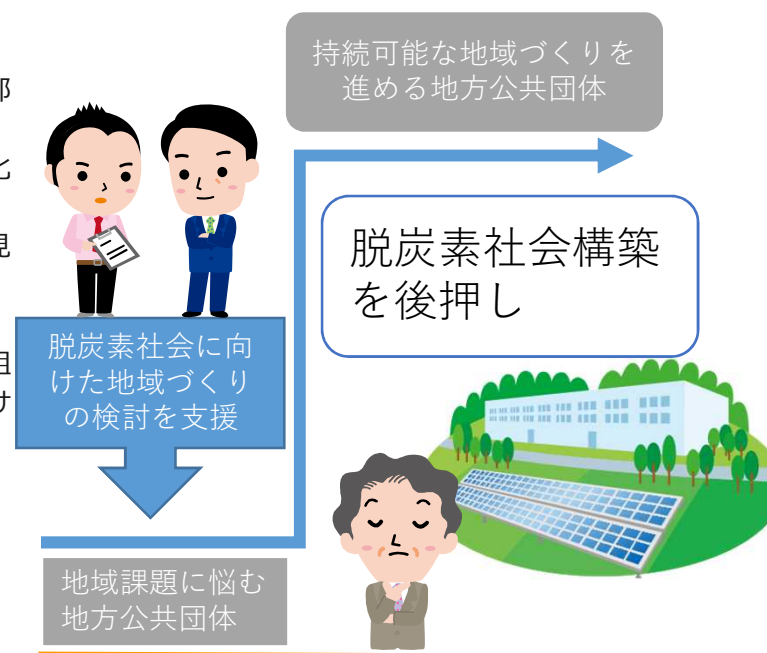 持続可能な地域づくりを
進める地方公共団体
脱炭素社会構築
を後押し
脱炭素社会に向
けた地域づくり
の検討を支援
地域課題に悩む
地方公共団体